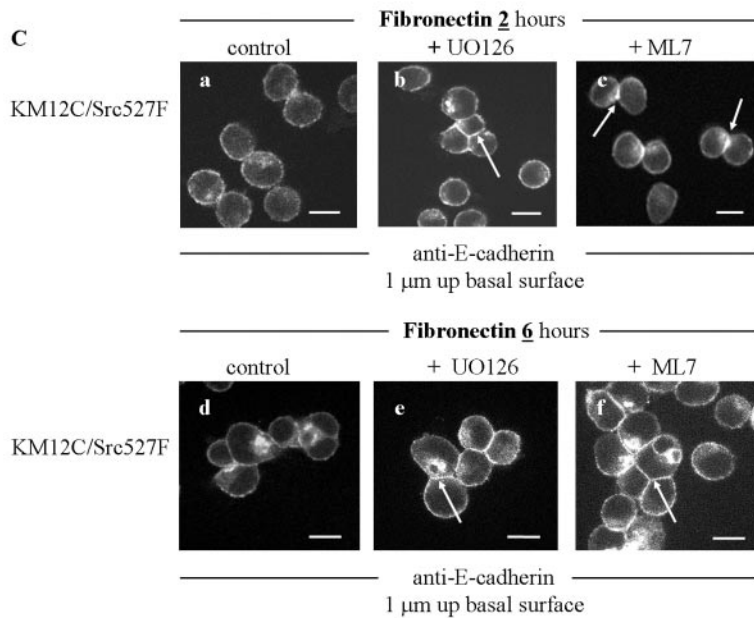 C
Fibronectin 2 hours
control + UO126 + ML7
KM12C/Src527F
a b c
anti-E-cadherin
1 μm up basal surface
Fibronectin 6 hours
control + UO126 + ML7
KM12C/Src527F
d e f
anti-E-cadherin
1 μm up basal surface